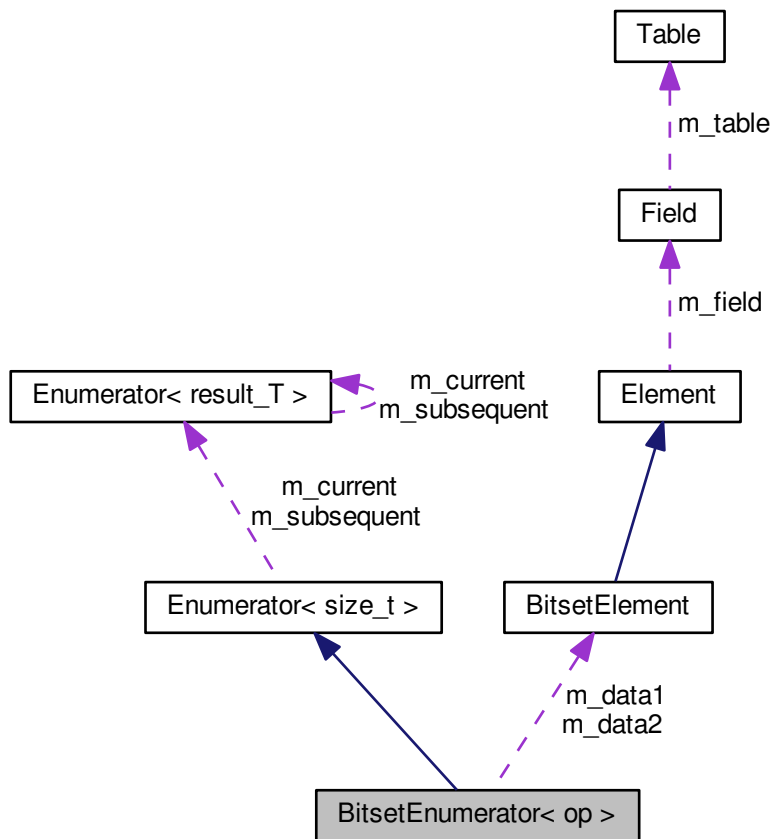 Table
m_table
Field
m_field
Enumerator< result_T >
m_current
m_subsequent
Element
m_current
m_subsequent
Enumerator< size_t >
BitsetElement
m_data1
m_data2
BitsetEnumerator< op >